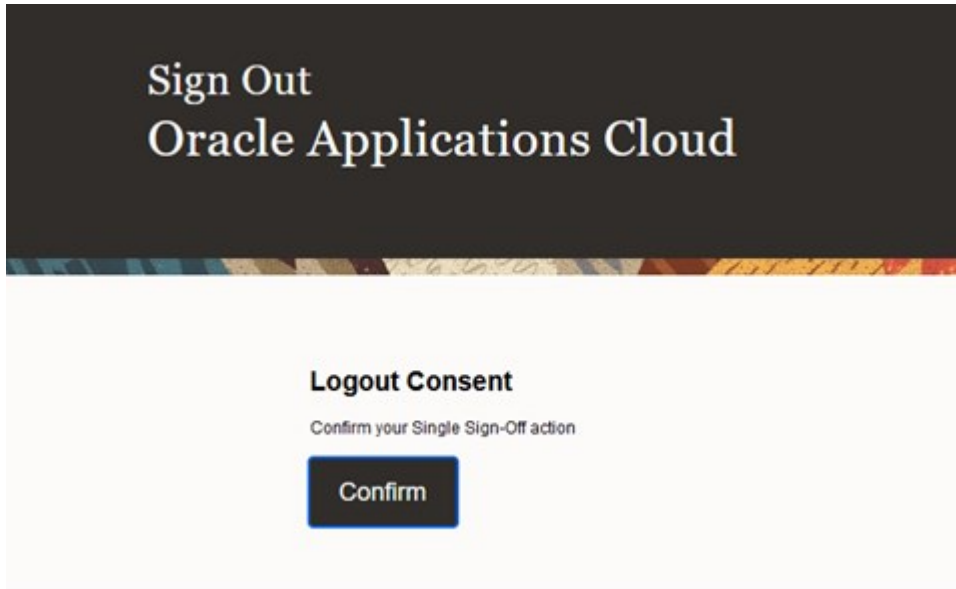 Sign Out
Oracle Applications Cloud
Logout Consent
Confirm your Single Sign-Off action
Confirm